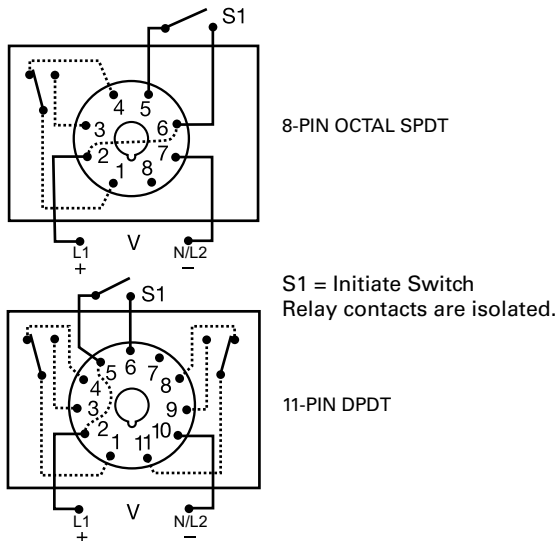 S1
4 5
3 6
2 7
1 8
8-PIN OCTAL SPDT
L1 V N/L2
+ −
S1 = Initiate Switch
Relay contacts are isolated.
S1
5 6 7
4 8
3 9
2 10
1 11
11-PIN DPDT
L1 V N/L2
+ −